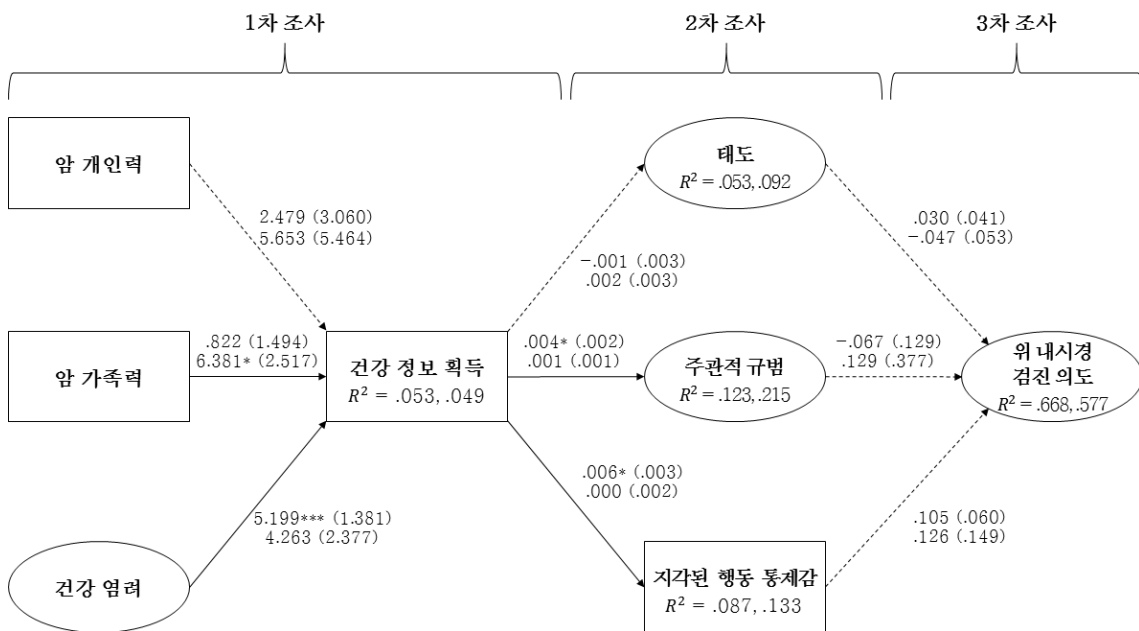 1차 조사
2차 조사
3차 조사
암 개인력
태도
R² = .053, .092
2.479 (3.060)
5.653 (5.464)
.030 (.041)
−.047 (.053)
−.001 (.003)
.002 (.003)
암 가족력
.822 (1.494)
6.381* (2.517)
건강 정보 획득
R² = .053, .049
.004* (.002)
.001 (.001)
주관적 규범
R² = .123, .215
−.067 (.129)
.129 (.377)
위 내시경
검진 의도
R² = .668, .577
.006* (.003)
.000 (.002)
5.199*** (1.381)
4.263 (2.377)
.105 (.060)
.126 (.149)
건강 염려
지각된 행동 통제감
R² = .087, .133